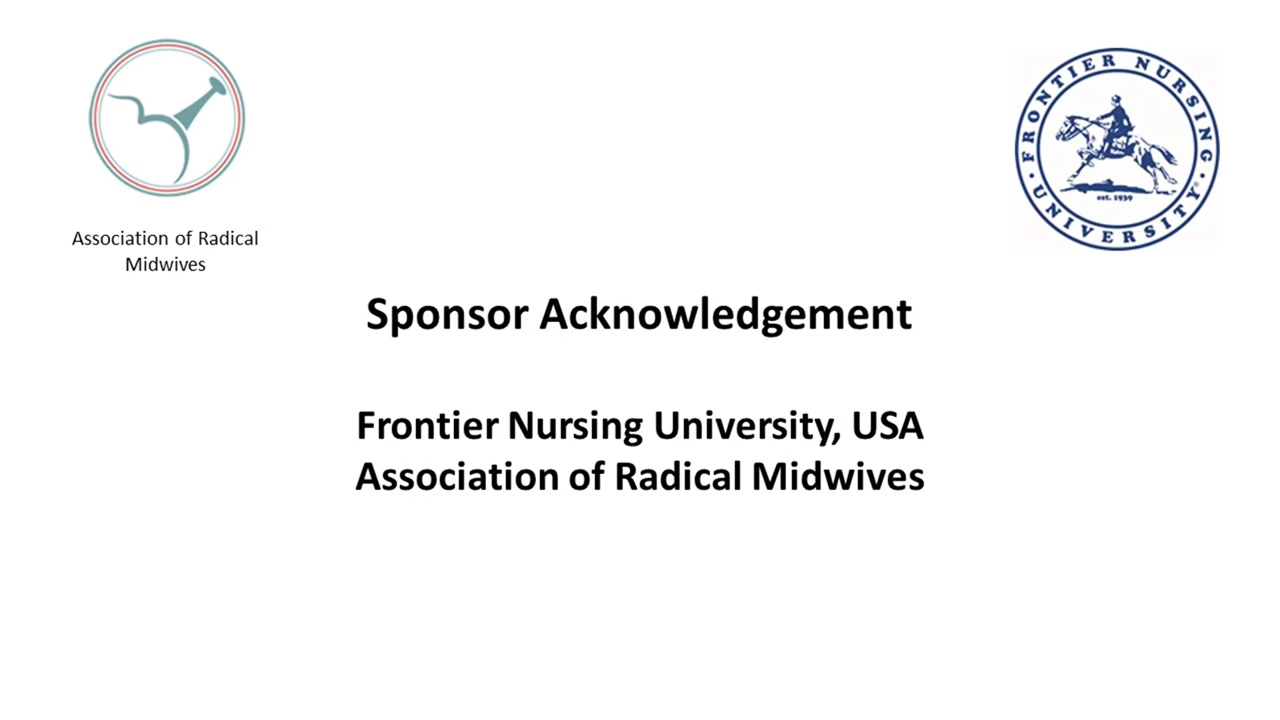 FRONTIER NURSING
UNIVERSITY
est. 1939
Association of Radical
Midwives
Sponsor Acknowledgement
Frontier Nursing University, USA
Association of Radical Midwives